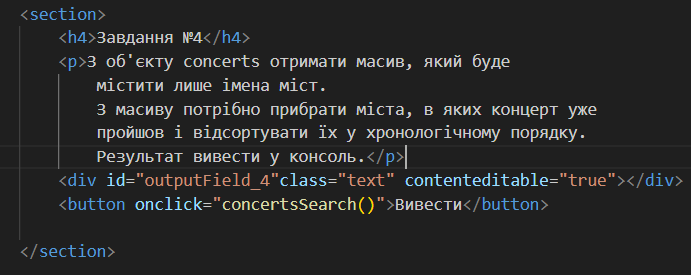 <section>
<h4>Завдання №4</h4>
<p>З об'єкту concerts отримати масив, який буде
містити лише імена міст.
З масиву потрібно прибрати міста, в яких концерт уже
пройшов і відсортувати їх у хронологічному порядку.
Результат вивести у консоль.</p>
<div id="outputField_4"class="text" contenteditable="true"></div>
<button onclick="concertsSearch()">Вивести</button>
</section>